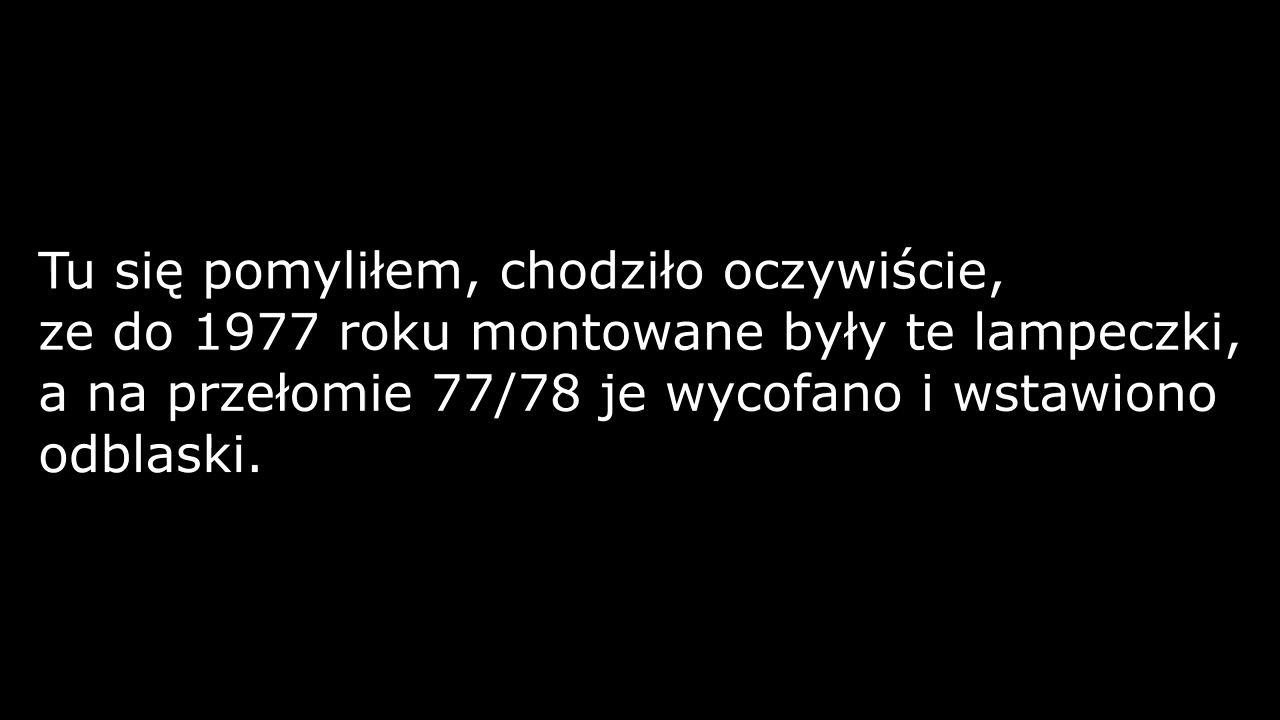 Tu się pomyliłem, chodziło oczywiście,
ze do 1977 roku montowane były te lampeczki,
a na przełomie 77/78 je wycofano i wstawiono
odblaski.